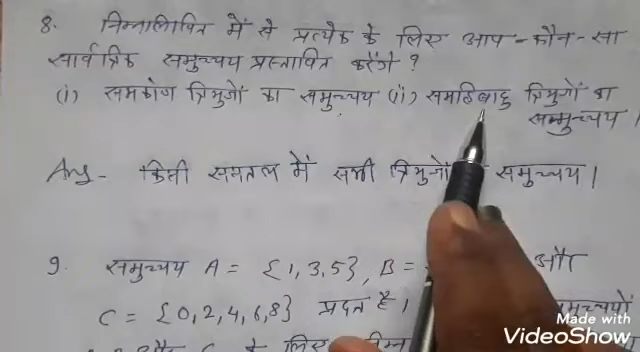 8. निम्नलिखित में से प्रत्येक के लिए आप कौन-सा
सार्वत्रिक समुच्चय प्रस्तावित करेंगे?
(i) समकोण त्रिभुजों का समुच्चय (ii) समद्विबाहु त्रिभुजों का
समुच्चय।
Ans- किसी समतल में सभी त्रिभुजों समुच्चय।
9. समुच्चय A = {1,3,5}, B = और
C = {0,2,4,6,8} प्रदत्त है।
C के लिए
Made with
VideoShow